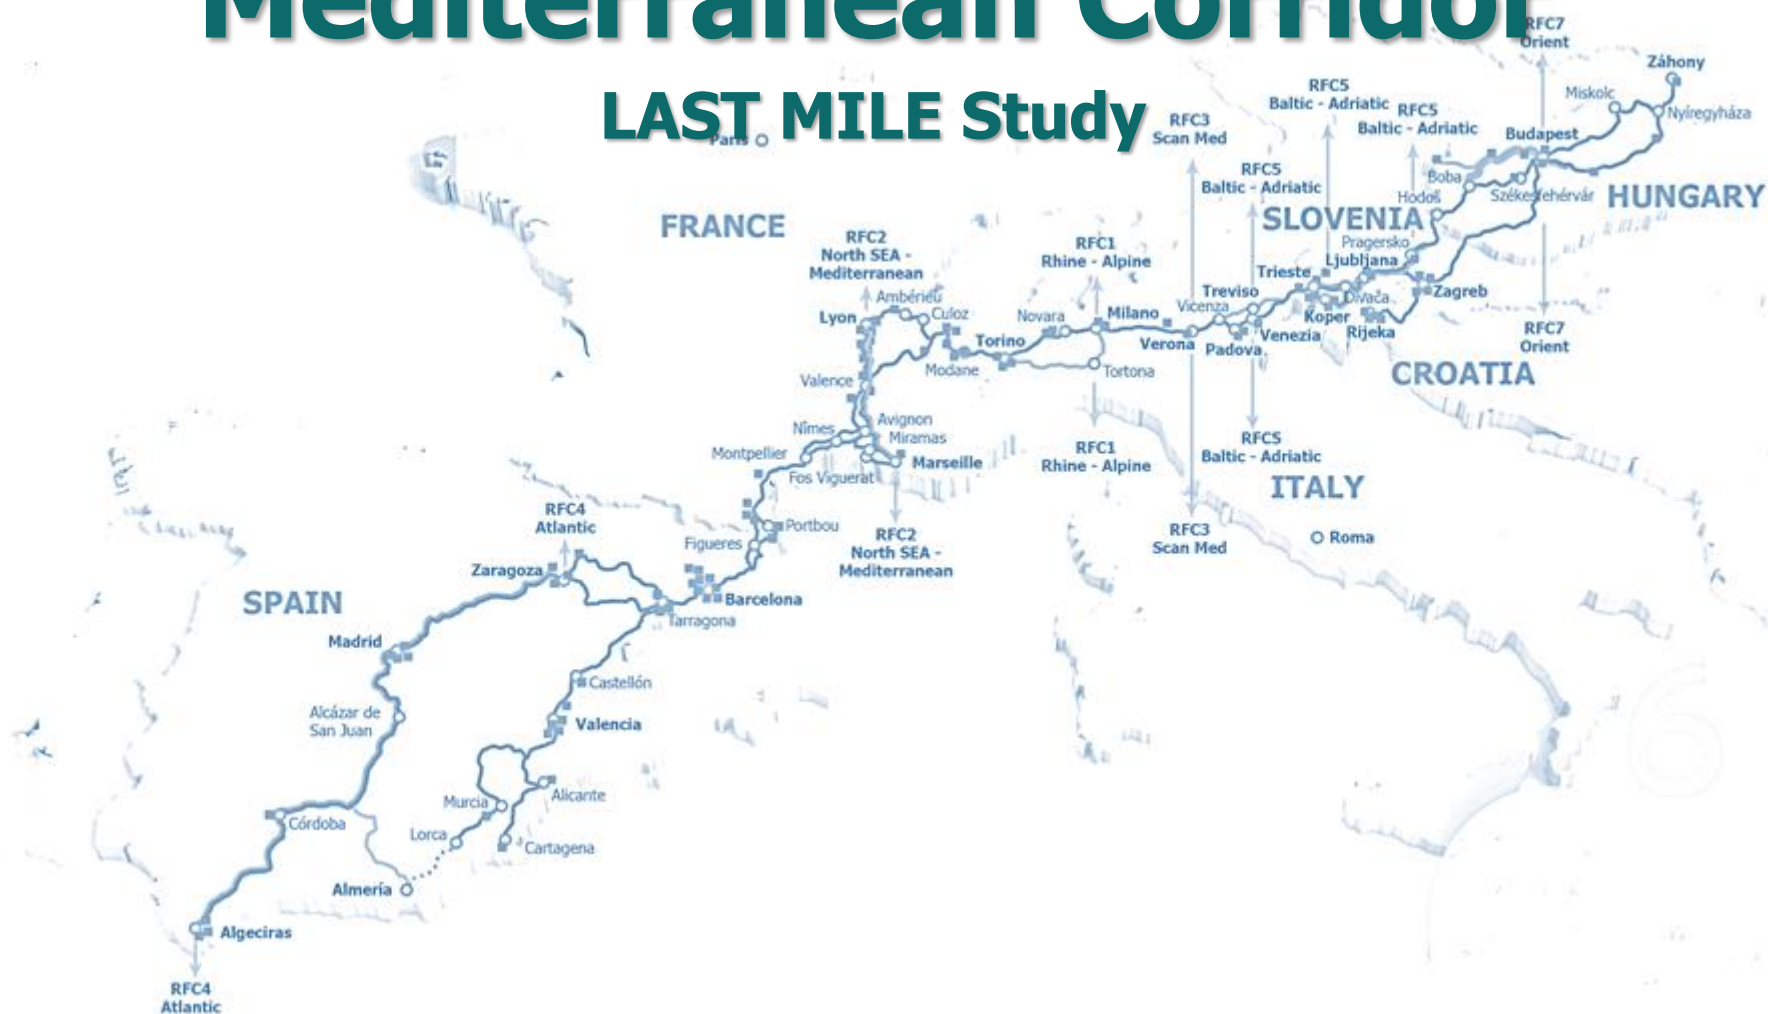 Mediterranean Corridor
LAST MILE Study
RFC7
Orient
Záhony
Miskolc
Nyíregyháza
RFC5
Baltic - Adriatic
RFC5
Baltic - Adriatic
RFC3
Scan Med
Budapest
Paris
RFC5
Baltic - Adriatic
Boba
Hodoš
Székesfehérvár
HUNGARY
FRANCE
SLOVENIA
RFC2
North SEA -
Mediterranean
RFC1
Rhine - Alpine
Pragersko
Ljubljana
Trieste
Treviso
Zagreb
Ambérieu
Divača
Lyon
Culoz
Novara
Milano
Vicenza
Koper
Rijeka
Venezia
Torino
Verona
Padova
RFC7
Orient
Modane
Tortona
CROATIA
Valence
Avignon
Nîmes
Miramas
Montpellier
Marseille
Fos Viguerat
RFC1
Rhine - Alpine
RFC5
Baltic - Adriatic
ITALY
RFC4
Atlantic
Portbou
Figueres
RFC2
North SEA -
Mediterranean
RFC3
Scan Med
Roma
Zaragoza
SPAIN
Barcelona
Tarragona
Madrid
Castellón
Alcázar de
San Juan
Valencia
Murcia
Alicante
Córdoba
Lorca
Cartagena
Almería
Algeciras
RFC4
Atlantic
6